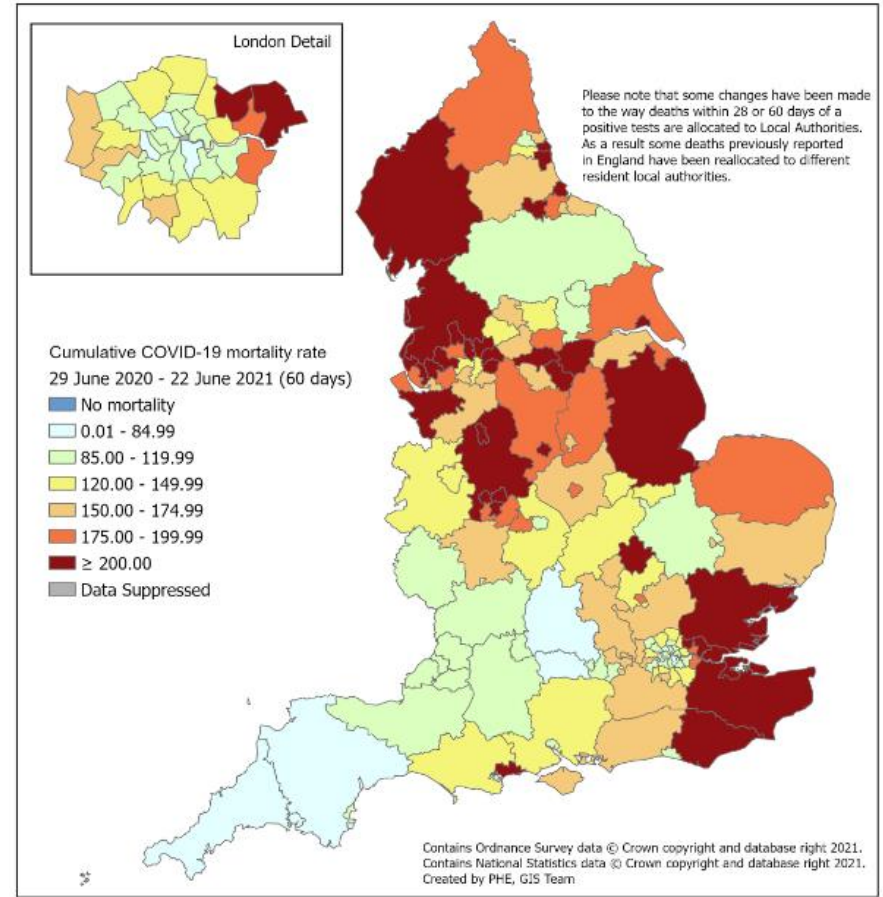 London Detail
Please note that some changes have been made
to the way deaths within 28 or 60 days of a
positive tests are allocated to Local Authorities.
As a result some deaths previously reported
in England have been reallocated to different
resident local authorities.
Cumulative COVID-19 mortality rate
29 June 2020 - 22 June 2021 (60 days)
No mortality
0.01 - 84.99
85.00 - 119.99
120.00 - 149.99
150.00 - 174.99
175.00 - 199.99
≥ 200.00
Data Suppressed
Contains Ordnance Survey data © Crown copyright and database right 2021.
Contains National Statistics data © Crown copyright and database right 2021.
Created by PHE, GIS Team